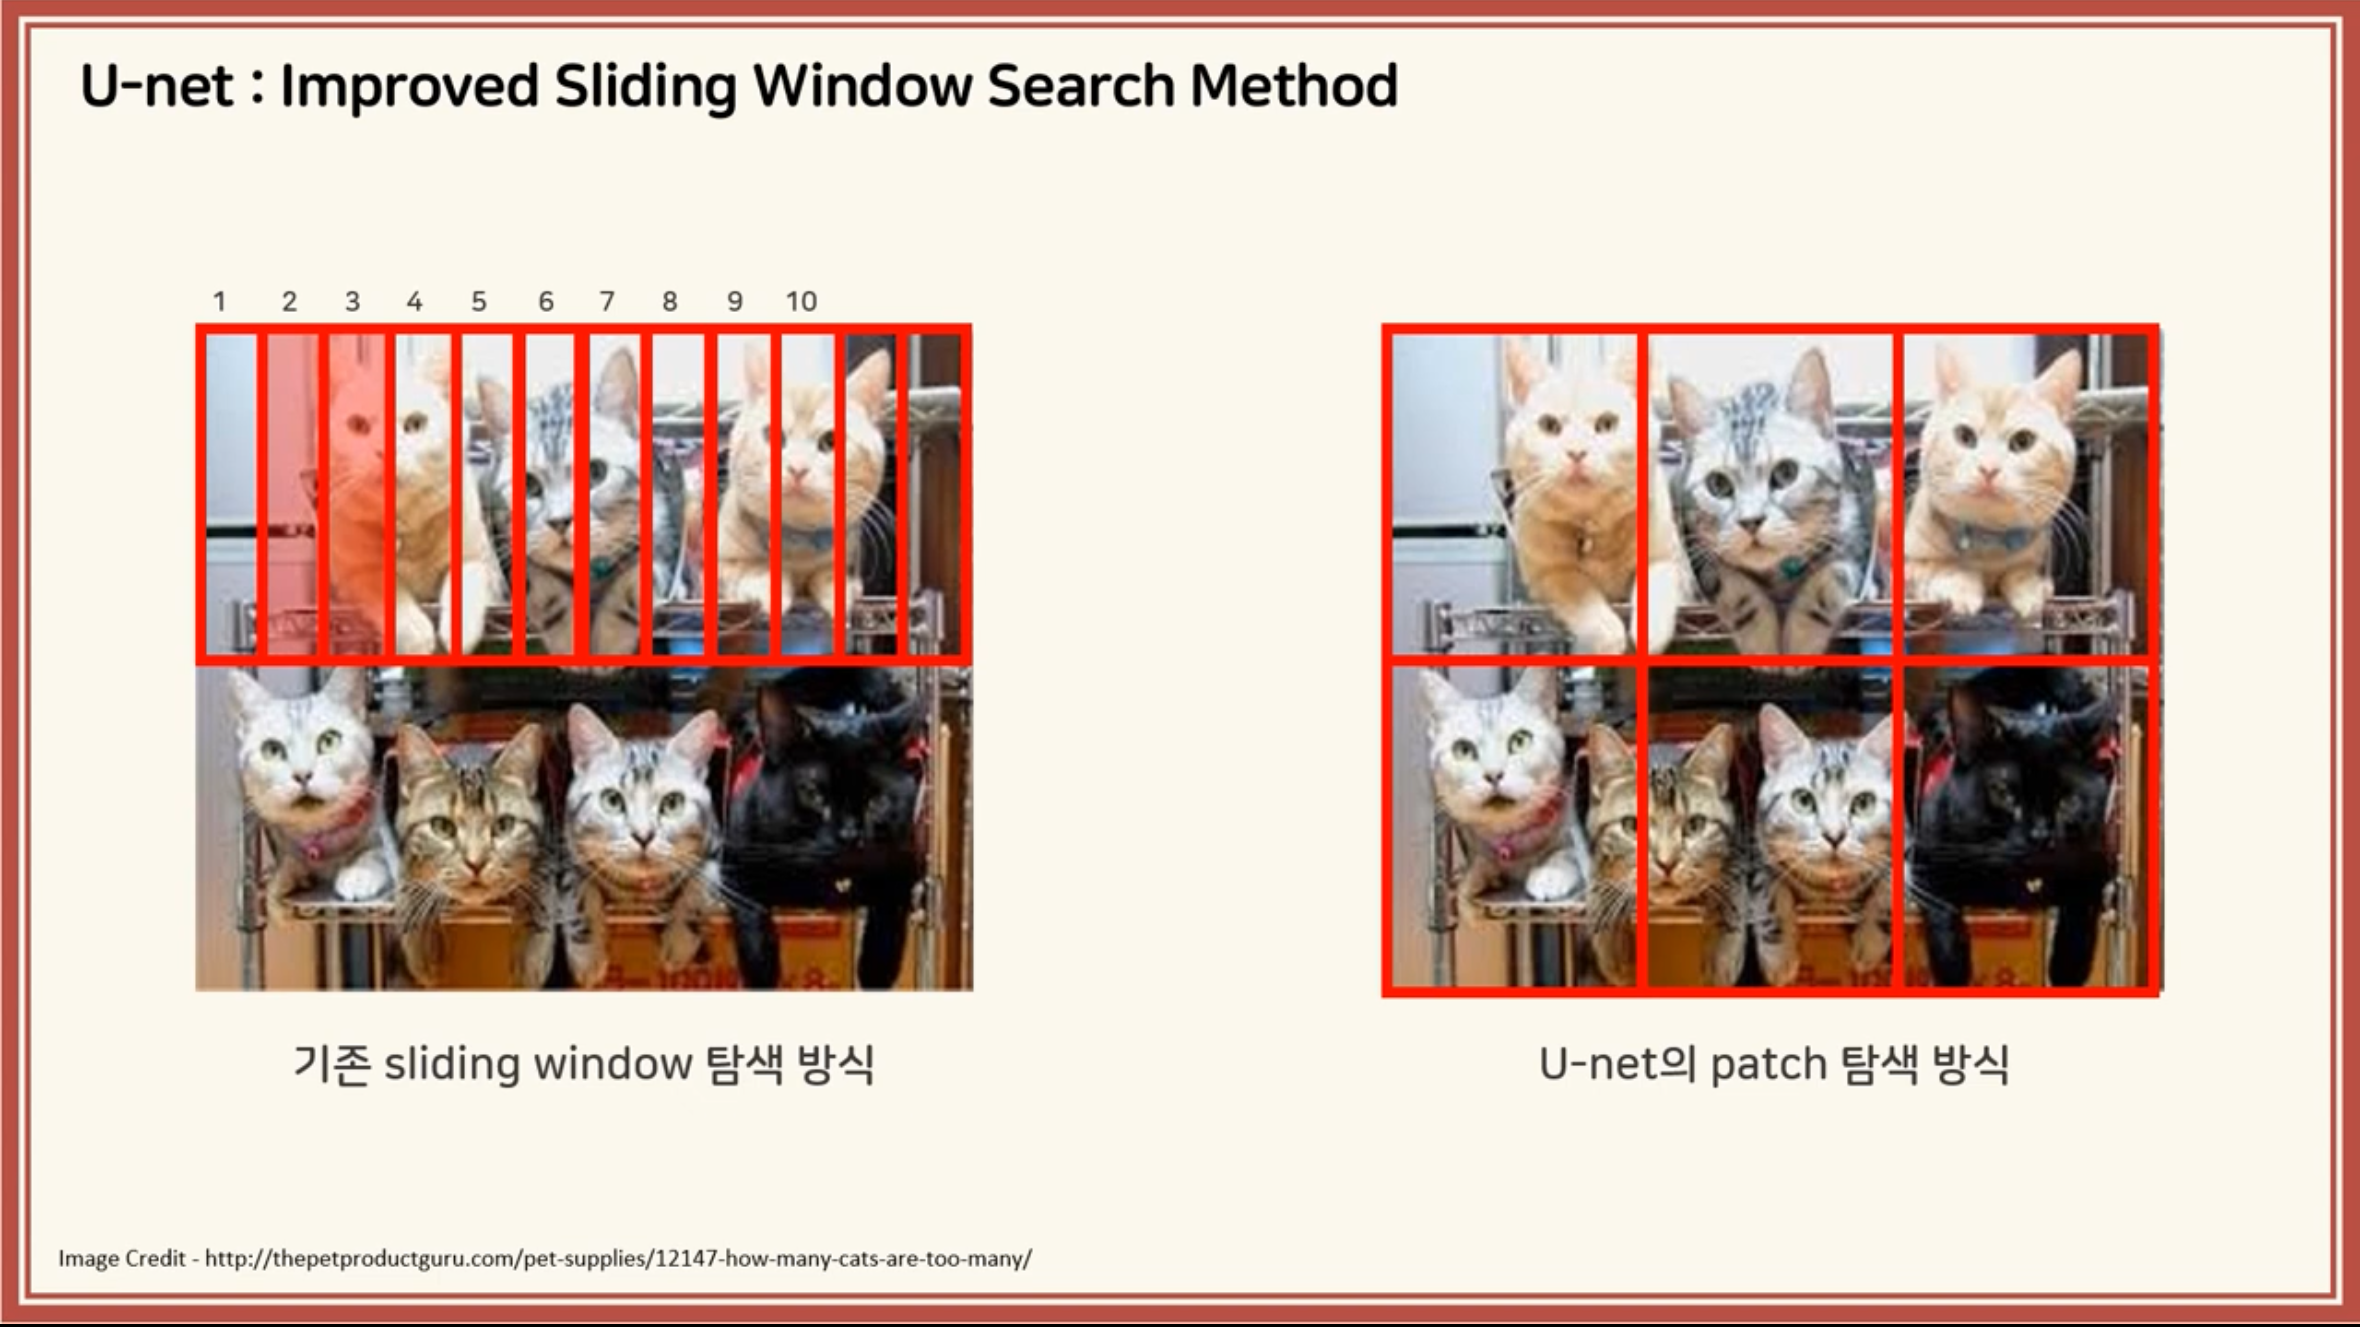 U-net : Improved Sliding Window Search Method
1 2 3 4 5 6 7 8 9 10
기존 sliding window 탐색 방식
U-net의 patch 탐색 방식
Image Credit - http://thepetproductguru.com/pet-supplies/12147-how-many-cats-are-too-many/